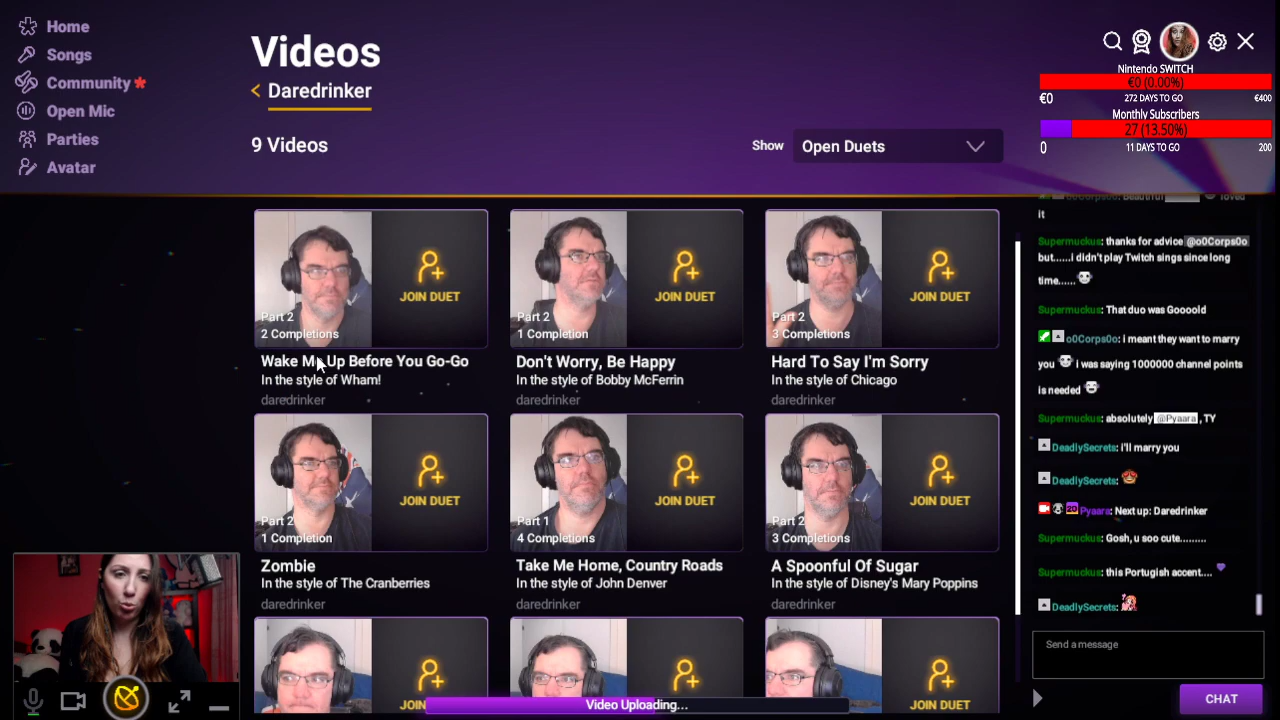 Home
Songs
Community *
Open Mic
Parties
Avatar
Videos
< Daredrinker
9 Videos
Show
Open Duets
Nintendo SWITCH
€0 (0.00%)
€0
272 DAYS TO GO
€400
Monthly Subscribers
27 (13.50%)
0
11 DAYS TO GO
200
JOIN DUET
Part 2
2 Completions
Wake Me Up Before You Go-Go
In the style of Wham!
daredrinker
JOIN DUET
Part 2
1 Completion
Don't Worry, Be Happy
In the style of Bobby McFerrin
daredrinker
JOIN DUET
Part 2
3 Completions
Hard To Say I'm Sorry
In the style of Chicago
daredrinker
JOIN DUET
Part 2
1 Completion
Zombie
In the style of The Cranberries
daredrinker
JOIN DUET
Part 1
4 Completions
Take Me Home, Country Roads
In the style of John Denver
daredrinker
JOIN DUET
Part 2
3 Completions
A Spoonful Of Sugar
In the style of Disney's Mary Poppins
daredrinker
JOIN
Video Uploading...
JOIN DUET
loved
it
Supermuckus: thanks for advice @o0Corps0o
but......i didn't play Twitch sings since long
time......
Supermuckus: That duo was Goooold
o0Corps0o: i meant they want to marry
you i was saying 1000000 channel points
is needed
Supermuckus: absolutely @Pyaara , TY
DeadlySecrets: i'll marry you
DeadlySecrets:
Pyaara: Next up: Daredrinker
Supermuckus: Gosh, u soo cute.........
Supermuckus: this Portugish accent....
DeadlySecrets:
Send a message
CHAT